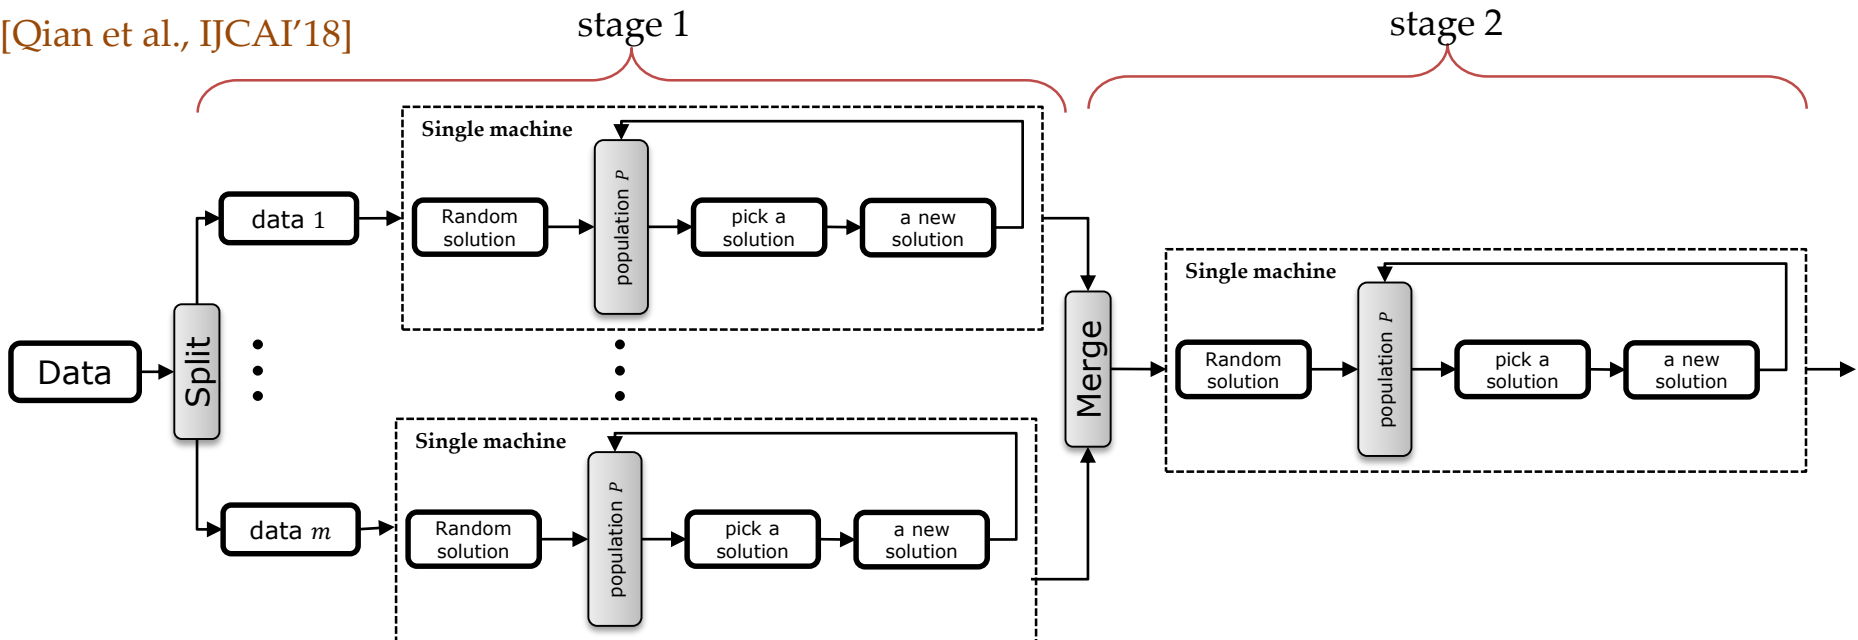 [Qian et al., IJCAI’18]
stage 1
stage 2
Single machine
data 1
Random
solution
population P
pick a
solution
a new
solution
Data
Split
Merge
Single machine
Random
solution
population P
pick a
solution
a new
solution
Single machine
data m
Random
solution
population P
pick a
solution
a new
solution